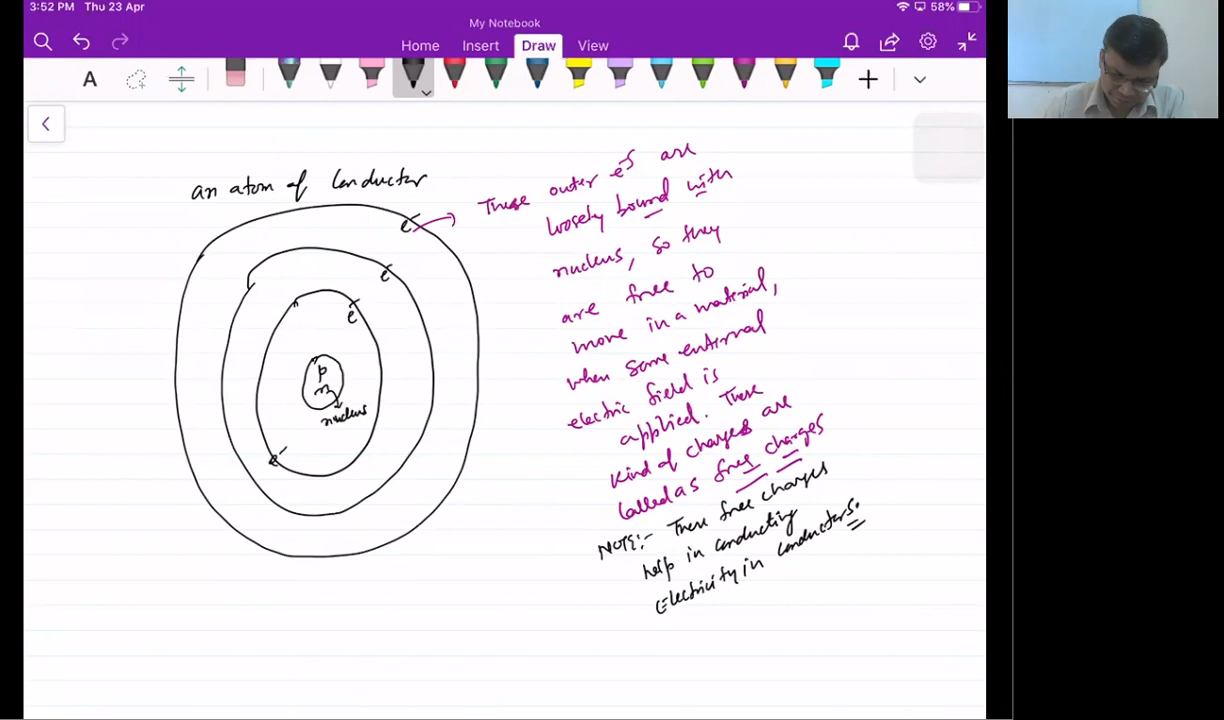 3:52 PM Thu 23 Apr
58%
My Notebook
Home Insert Draw View
A
an atom of Conductor
e-
e-
e-
p
n
nucleus
e-
These outer e-s are
loosely bound with
nucleus, so they
are free to
move in a material,
when some external
electric field is
applied. These
kind of charges are
called as free charges
NOTE:- These free charges
help in conducting
Electricity in conductors.